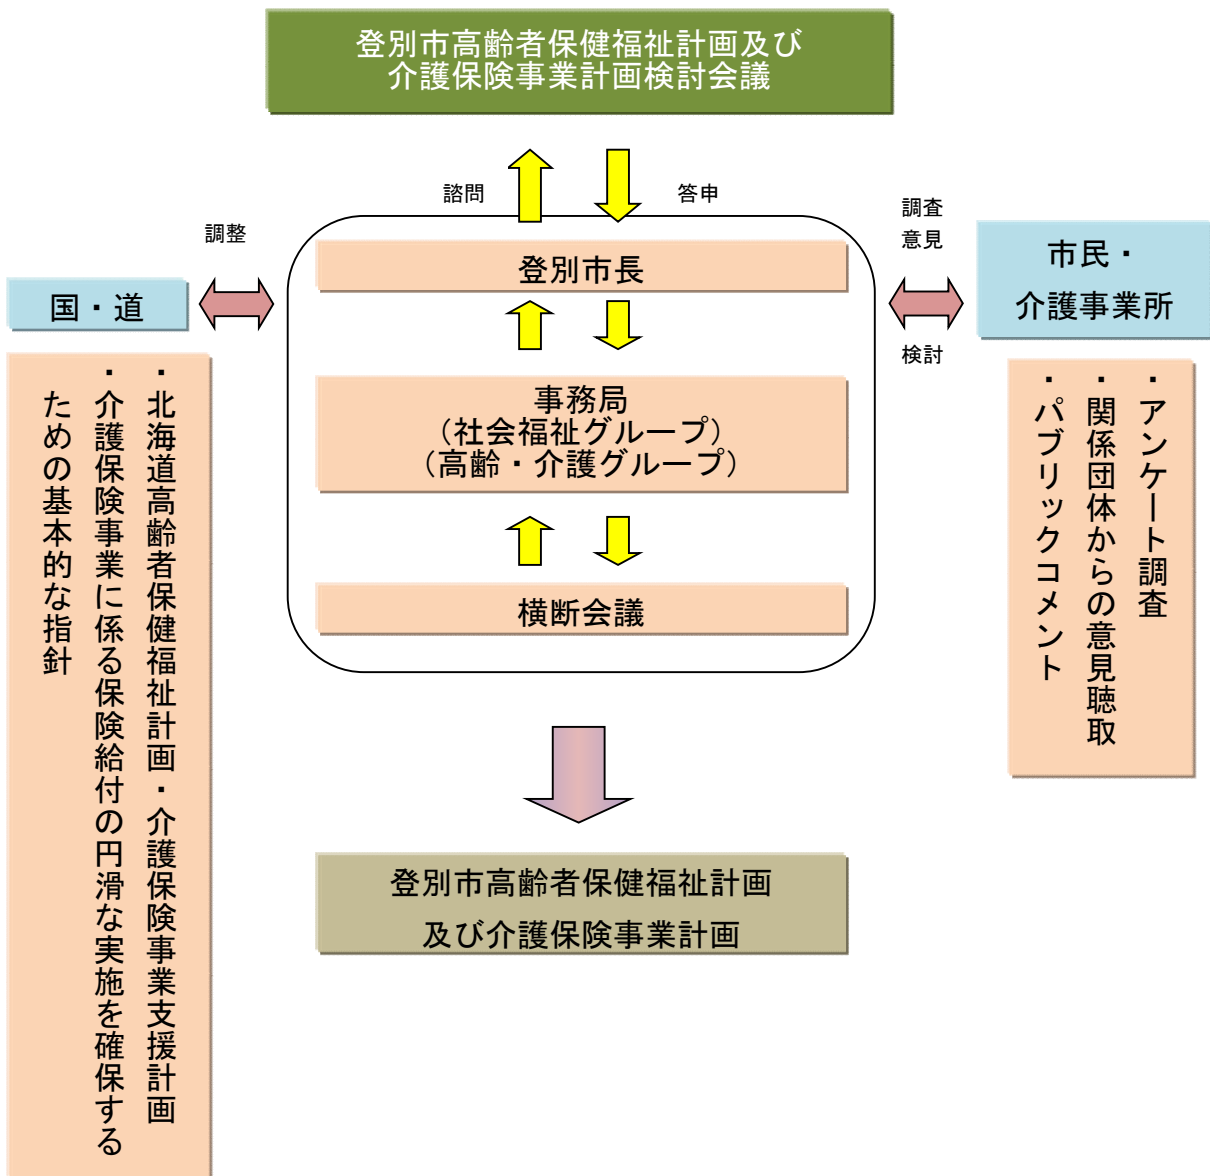 登別市高齢者保健福祉計画及び
介護保険事業計画検討会議
諮問
答申
調整
調査
意見
登別市長
市民・
介護事業所
国・道
検討
事務局
（社会福祉グループ）
（高齢・介護グループ）
横断会議
・北海道高齢者保健福祉計画・介護保険事業支援計画
・介護保険事業に係る保険給付の円滑な実施を確保する
ための基本的な指針
・アンケート調査
・関係団体からの意見聴取
・パブリックコメント
登別市高齢者保健福祉計画
及び介護保険事業計画